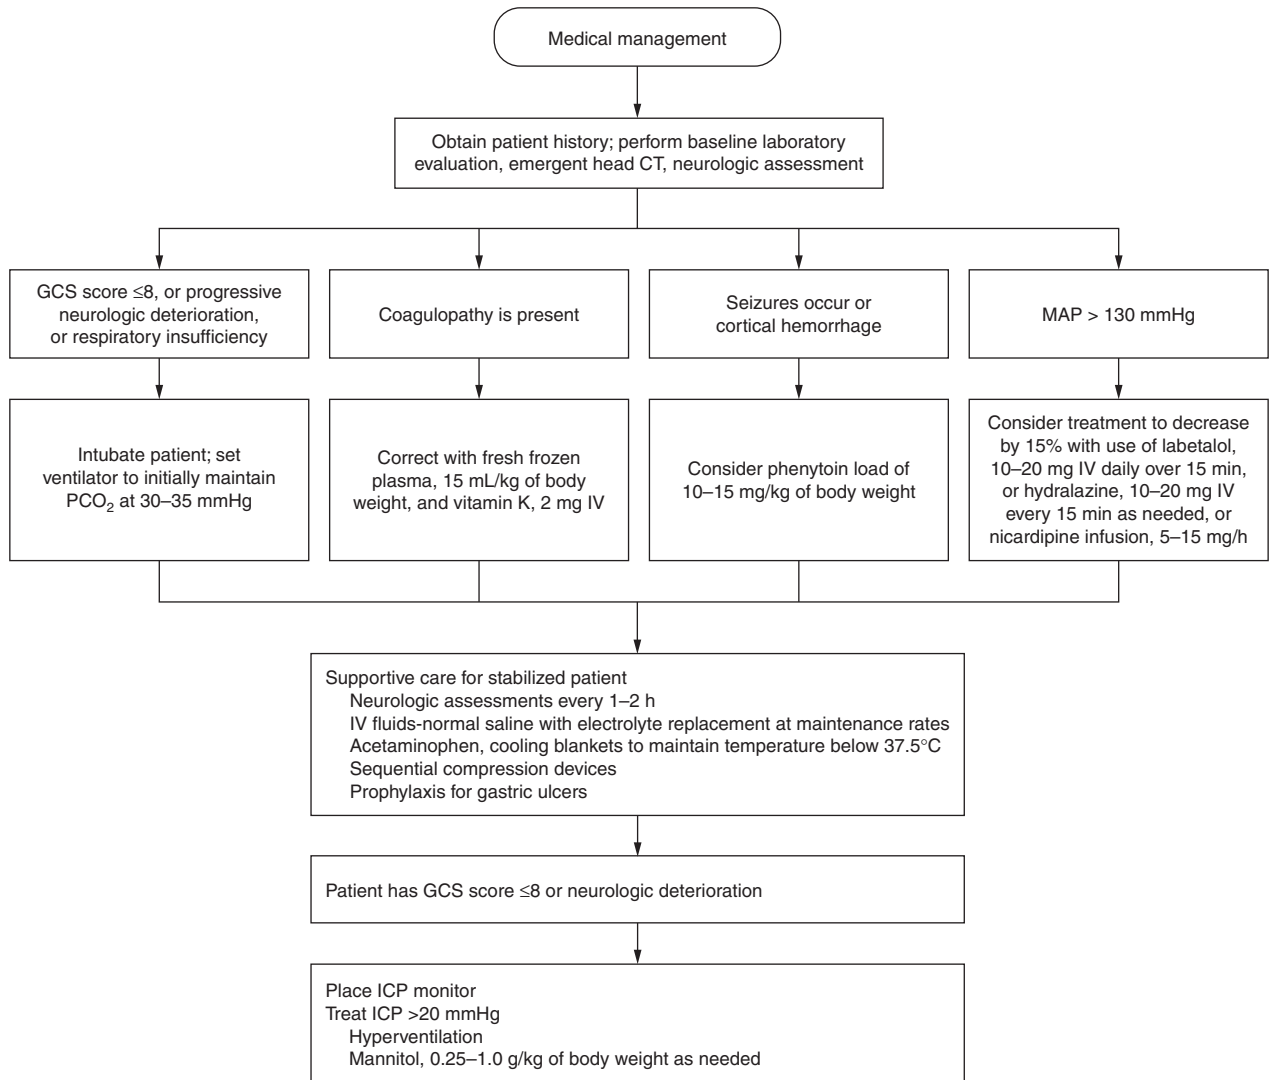 Medical management
Obtain patient history; perform baseline laboratory
evaluation, emergent head CT, neurologic assessment
GCS score ≤8, or progressive
neurologic deterioration,
or respiratory insufficiency
Coagulopathy is present
Seizures occur or
cortical hemorrhage
MAP > 130 mmHg
Intubate patient; set
ventilator to initially maintain
PCO₂ at 30–35 mmHg
Correct with fresh frozen
plasma, 15 mL/kg of body
weight, and vitamin K, 2 mg IV
Consider phenytoin load of
10–15 mg/kg of body weight
Consider treatment to decrease
by 15% with use of labetalol,
10–20 mg IV daily over 15 min,
or hydralazine, 10–20 mg IV
every 15 min as needed, or
nicardipine infusion, 5–15 mg/h
Supportive care for stabilized patient
Neurologic assessments every 1–2 h
IV fluids-normal saline with electrolyte replacement at maintenance rates
Acetaminophen, cooling blankets to maintain temperature below 37.5°C
Sequential compression devices
Prophylaxis for gastric ulcers
Patient has GCS score ≤8 or neurologic deterioration
Place ICP monitor
Treat ICP >20 mmHg
Hyperventilation
Mannitol, 0.25–1.0 g/kg of body weight as needed